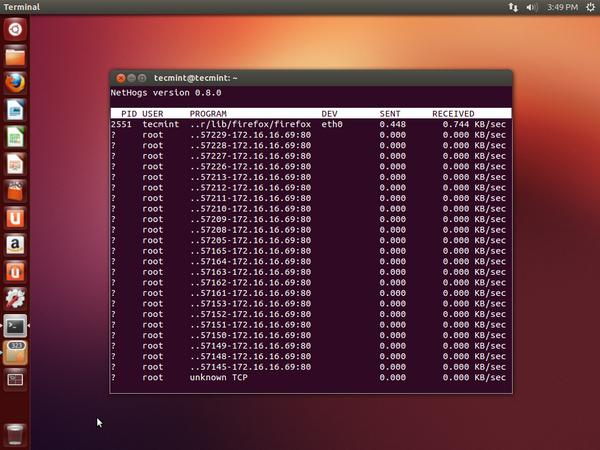 Terminal
3:49 PM
tecmint@tecmint: ~
NetHogs version 0.8.0
PID USER PROGRAM DEV SENT RECEIVED
2551 tecmint ..r/lib/firefox/firefox eth0 0.448 0.744 KB/sec
? root ..57229-172.16.16.69:80 0.000 0.000 KB/sec
? root ..57228-172.16.16.69:80 0.000 0.000 KB/sec
? root ..57227-172.16.16.69:80 0.000 0.000 KB/sec
? root ..57226-172.16.16.69:80 0.000 0.000 KB/sec
? root ..57213-172.16.16.69:80 0.000 0.000 KB/sec
? root ..57212-172.16.16.69:80 0.000 0.000 KB/sec
? root ..57211-172.16.16.69:80 0.000 0.000 KB/sec
? root ..57210-172.16.16.69:80 0.000 0.000 KB/sec
? root ..57209-172.16.16.69:80 0.000 0.000 KB/sec
? root ..57208-172.16.16.69:80 0.000 0.000 KB/sec
? root ..57205-172.16.16.69:80 0.000 0.000 KB/sec
? root ..57165-172.16.16.69:80 0.000 0.000 KB/sec
? root ..57164-172.16.16.69:80 0.000 0.000 KB/sec
? root ..57163-172.16.16.69:80 0.000 0.000 KB/sec
? root ..57162-172.16.16.69:80 0.000 0.000 KB/sec
? root ..57161-172.16.16.69:80 0.000 0.000 KB/sec
? root ..57153-172.16.16.69:80 0.000 0.000 KB/sec
? root ..57152-172.16.16.69:80 0.000 0.000 KB/sec
? root ..57151-172.16.16.69:80 0.000 0.000 KB/sec
? root ..57150-172.16.16.69:80 0.000 0.000 KB/sec
? root ..57149-172.16.16.69:80 0.000 0.000 KB/sec
? root ..57148-172.16.16.69:80 0.000 0.000 KB/sec
? root ..57145-172.16.16.69:80 0.000 0.000 KB/sec
? root unknown TCP 0.000 0.000 KB/sec
323